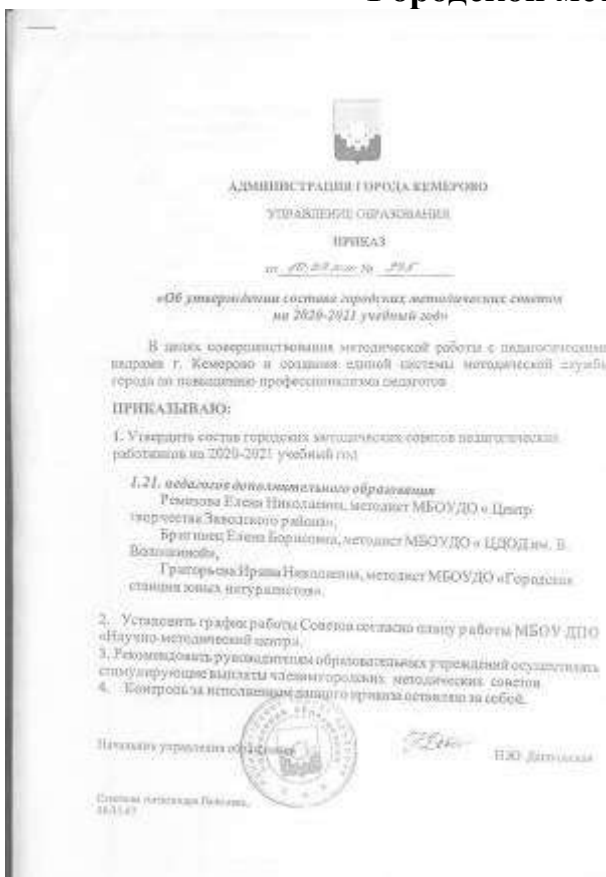 АДМИНИСТРАЦИЯ ГОРОДА КЕМЕРОВО
УПРАВЛЕНИЕ ОБРАЗОВАНИЯ
ПРИКАЗ
от №
«Об утверждении состава городских методических советов
на 2020-2021 учебный год»
В целях совершенствования методической работы с педагогическими
кадрами г. Кемерово и создания единой системы методической службы
города по повышению профессионализма педагогов
ПРИКАЗЫВАЮ:
1. Утвердить состав городских методических советов педагогических
работников на 2020-2021 учебный год
1.21. педагогов дополнительного образования
Ремизова Елена Николаевна, методист МБОУДО « Центр
творчества Заводского района»,
Елена Борисовна, методист МБОУДО « ЦДОД им. В.
Волошиной»,
Григорьева Ирина Николаевна, методист МБОУДО «Городская
станция юных натуралистов».
2. Установить график работы Советов согласно плану работы МБОУ ДПО
«Научно-методический центр».
3. Рекомендовать руководителям образовательных учреждений осуществлять
стимулирующие выплаты членам городских методических советов
4. Контроль за исполнением данного приказа оставляю за собой.
Начальник управления образования Н.Ю.